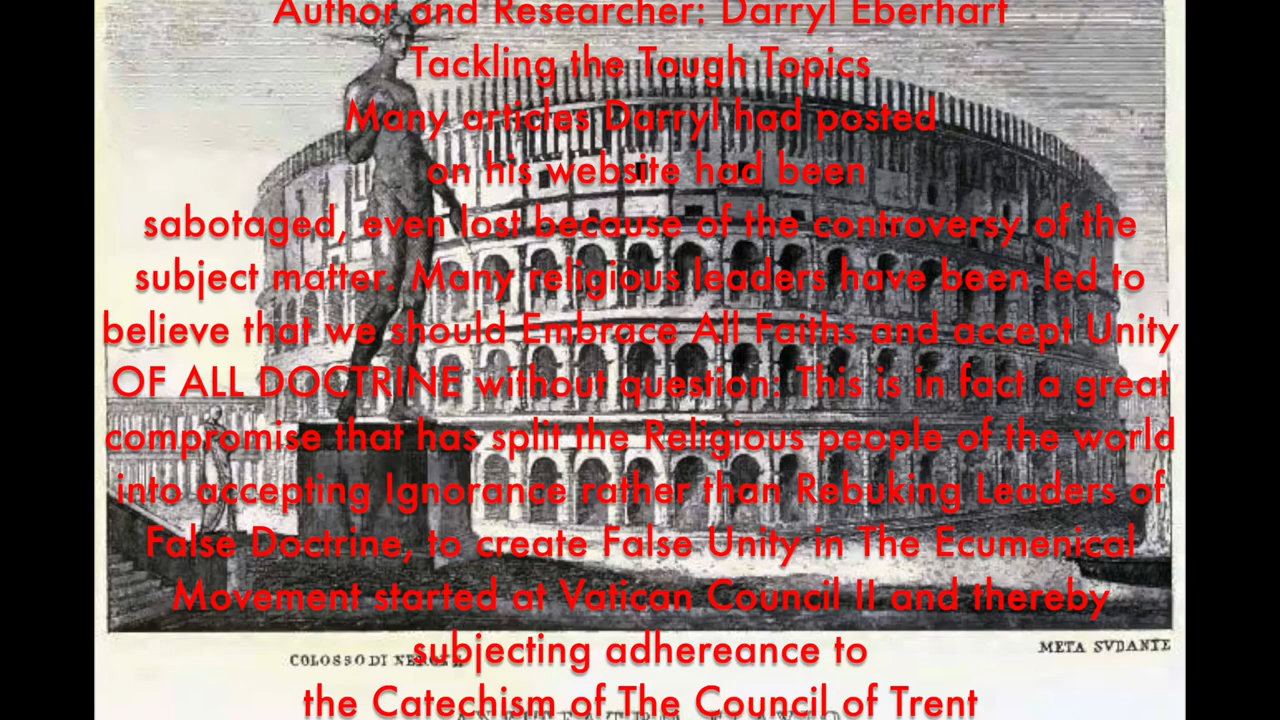 Author and Researcher: Darryl Eberhart
Tackling the Tough Topics
Many articles Darryl had posted
on his website had been
sabotaged, even lost because of the controversy of the
subject matter. Many religious leaders have been led to
believe that we should Embrace All Faiths and accept Unity
OF ALL DOCTRINE without question: This is in fact a great
compromise that has split the Religious people of the world
into accepting Ignorance rather than Rebuking Leaders of
False Doctrine, to create False Unity in The Ecumenical
Movement started at Vatican Council II and thereby
subjecting adhereance to
META SVDANTE
COLOSSO DI
the Catechism of The Council of Trent